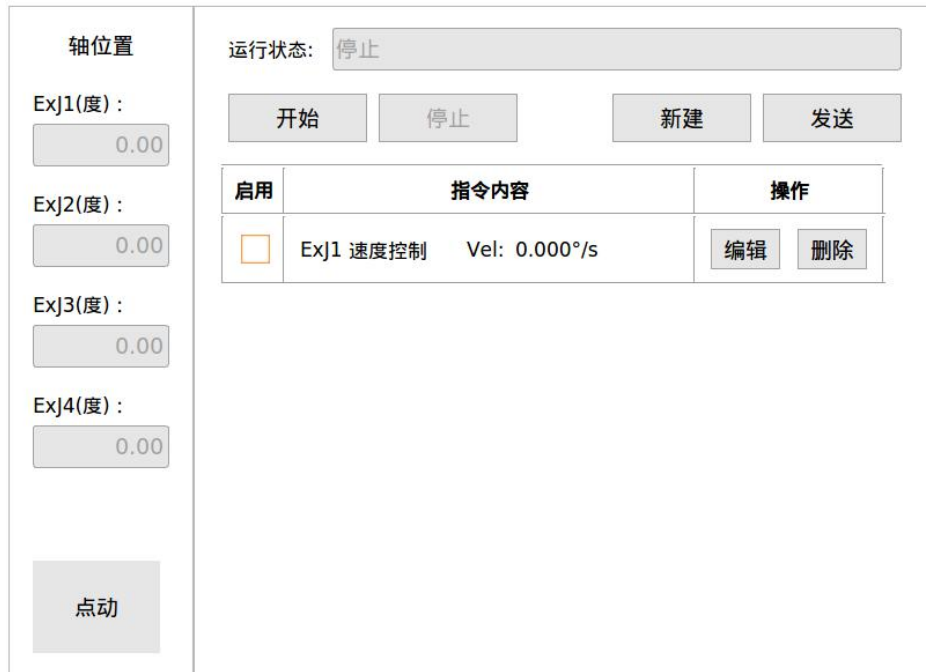 轴位置
ExJ1(度) :
0.00
ExJ2(度) :
0.00
ExJ3(度) :
0.00
ExJ4(度) :
0.00
点动
运行状态: 停止
开始 停止 新建 发送
启用 指令内容 操作
ExJ1 速度控制 Vel: 0.000°/s 编辑 删除